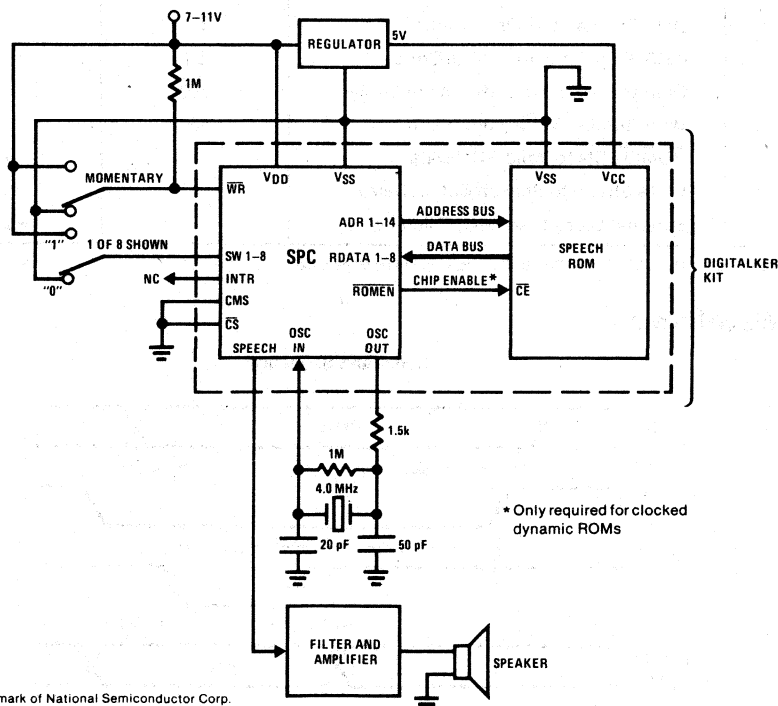 7–11V
REGULATOR
5V
1M
MOMENTARY
"1"
1 OF 8 SHOWN
"0"
NC
VDD
VSS
WR
SW 1–8
INTR
CMS
CS
SPC
ADR 1–14
RDATA 1–8
ROMEN
SPEECH
OSC
IN
OSC
OUT
ADDRESS BUS
DATA BUS
CHIP ENABLE*
VSS
VCC
SPEECH
ROM
CE
DIGITALKER
KIT
1.5k
1M
4.0 MHz
20 pF
50 pF
* Only required for clocked
dynamic ROMs
FILTER AND
AMPLIFIER
SPEAKER
mark of National Semiconductor Corp.